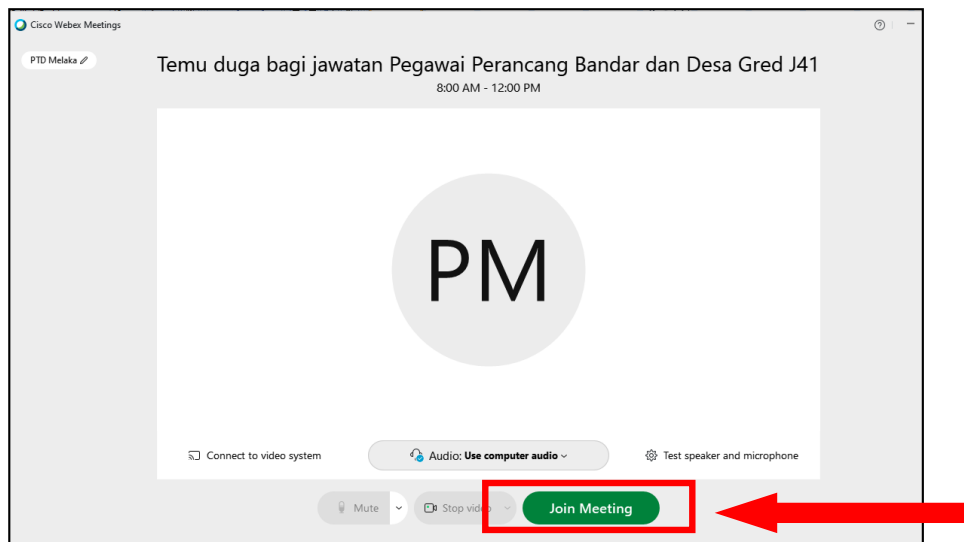 Cisco Webex Meetings
PTD Melaka
Temu duga bagi jawatan Pegawai Perancang Bandar dan Desa Gred J41
8:00 AM - 12:00 PM
PM
Connect to video system
Audio: Use computer audio
Test speaker and microphone
Mute
Stop video
Join Meeting